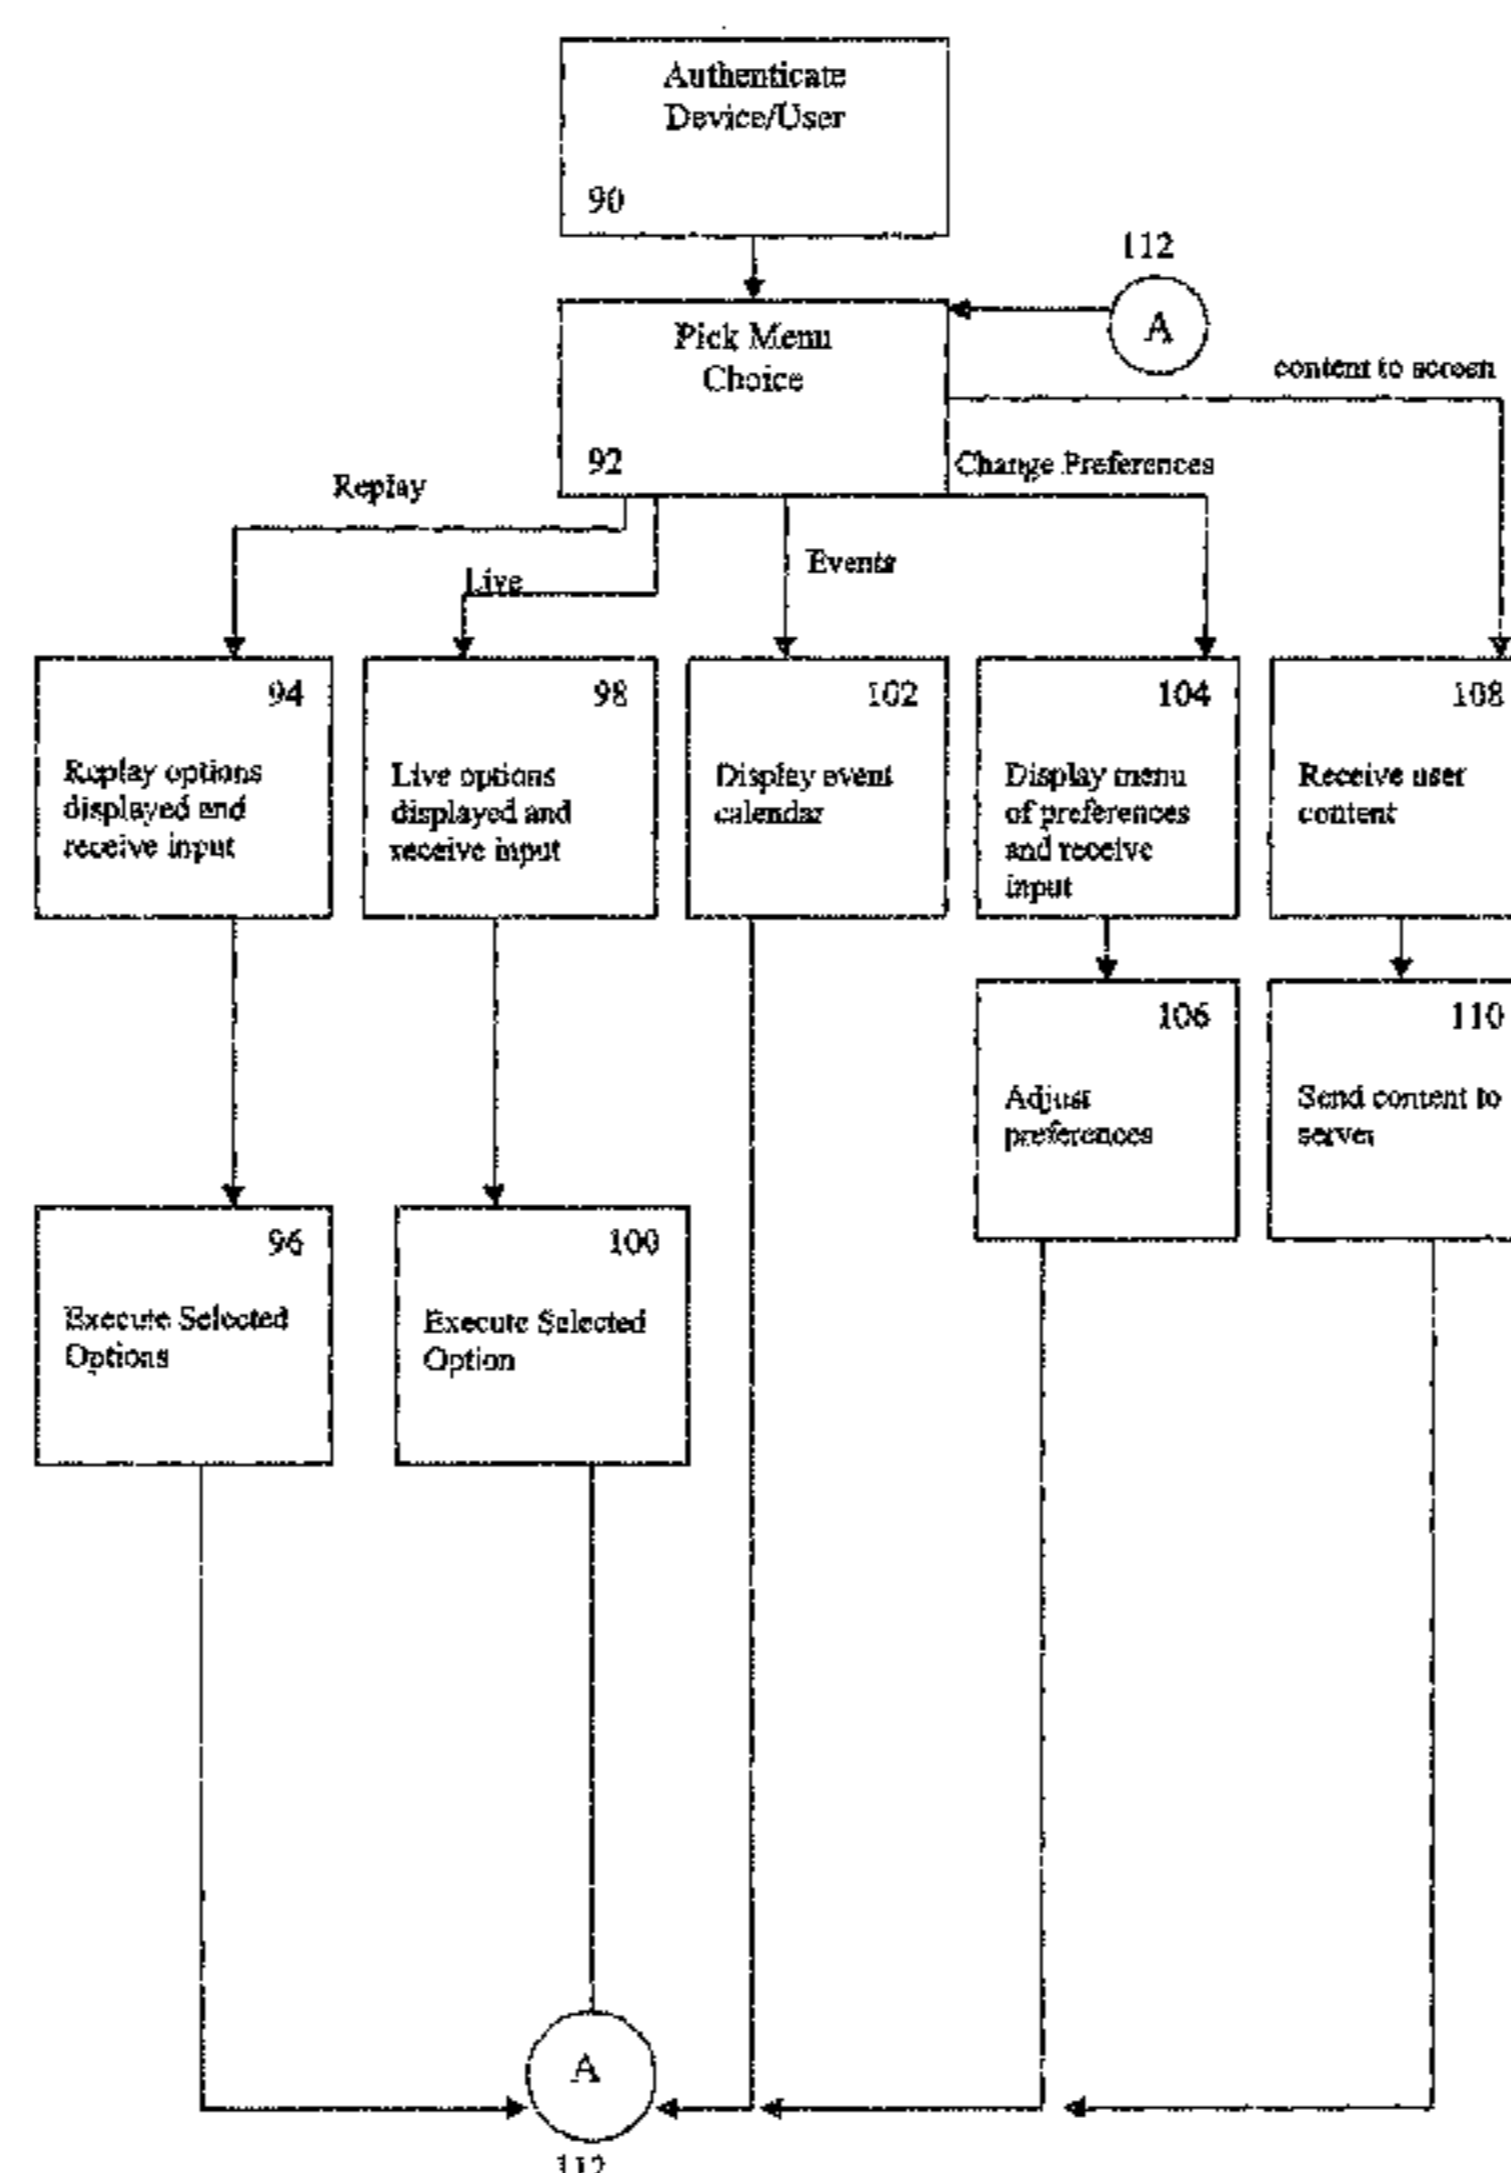 Authenticate
Device/User
90
112
A
Pick Menu
Choice
92
content to screen
Change Preferences
Replay
Live
Events
94
Replay options
displayed and
receive input
98
Live options
displayed and
receive input
102
Display event
calendar
104
Display menu
of preferences
and receive
input
108
Receive user
content
106
Adjust
preferences
110
Send content to
server
96
Execute Selected
Options
100
Execute Selected
Option
A
112